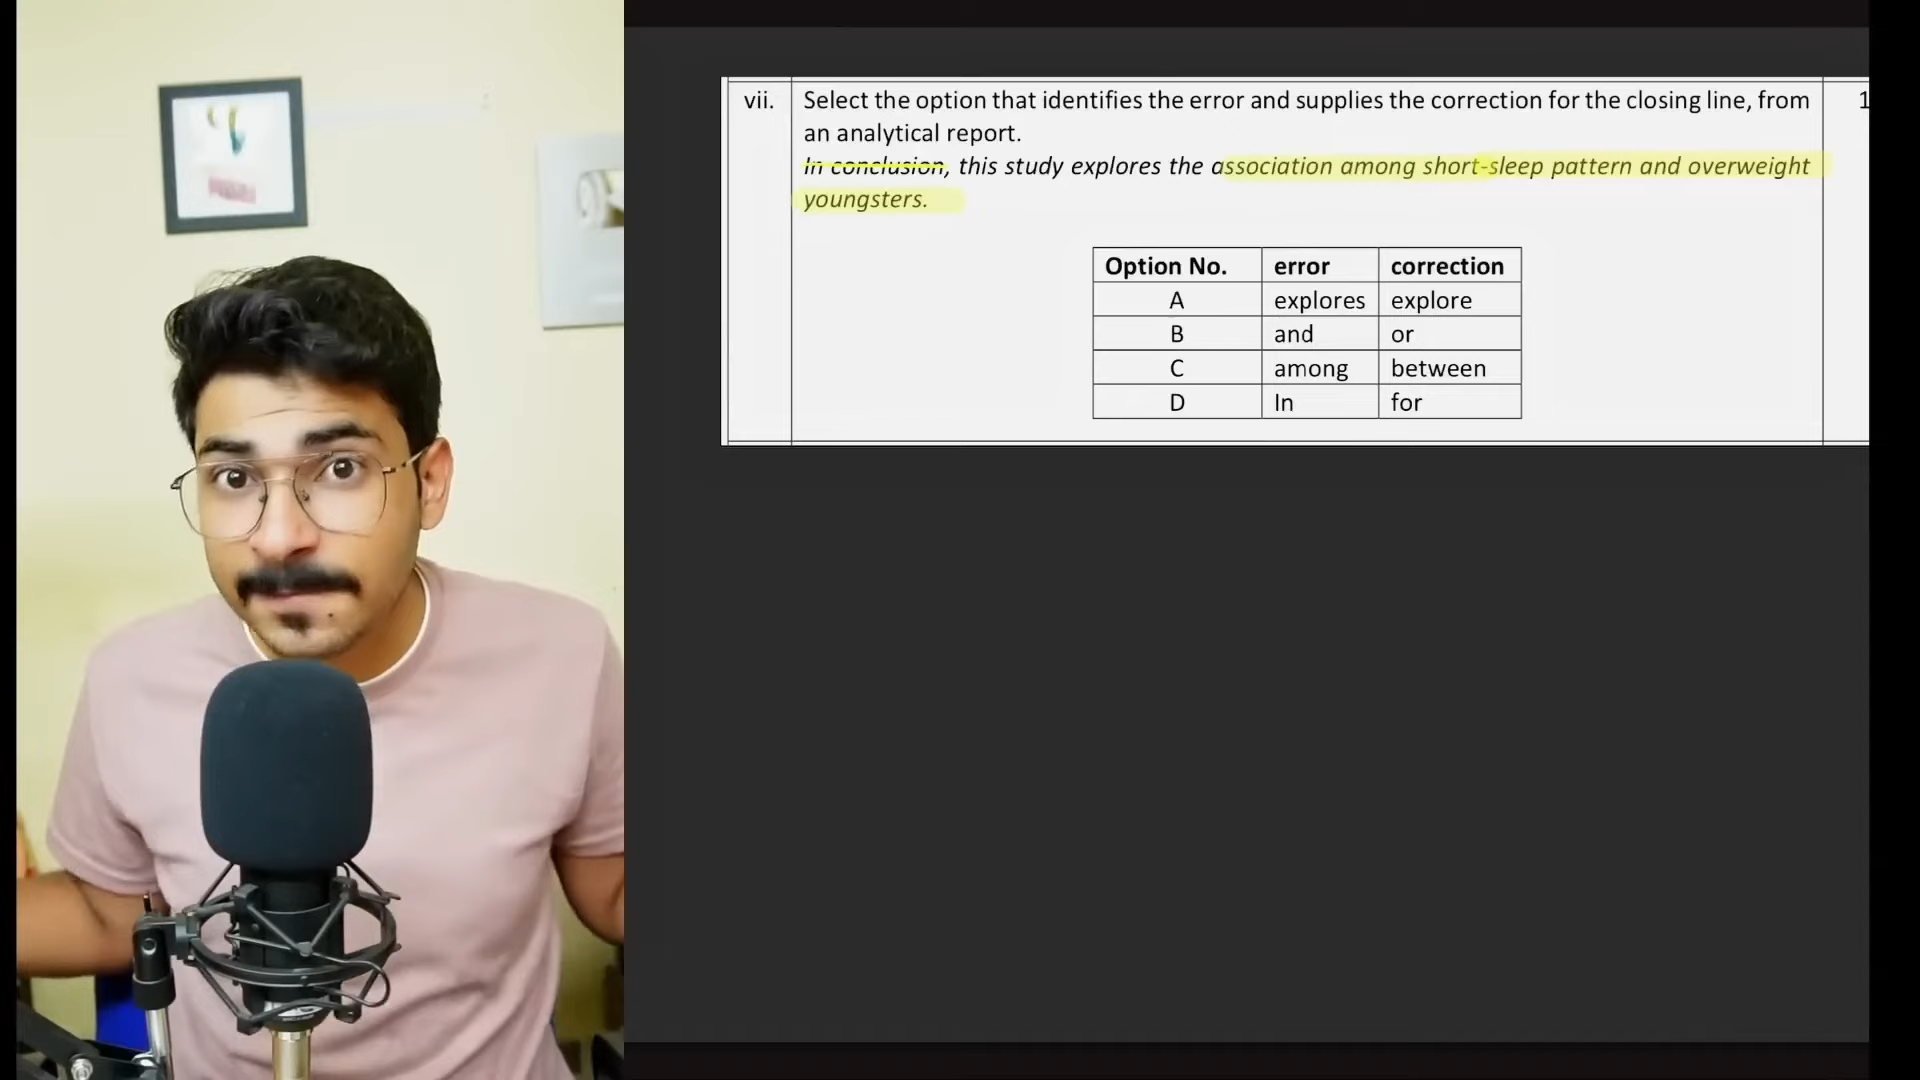 vii. Select the option that identifies the error and supplies the correction for the closing line, from 1
an analytical report.
In conclusion, this study explores the association among short-sleep pattern and overweight
youngsters.
Option No. error correction
A explores explore
B and or
C among between
D In for